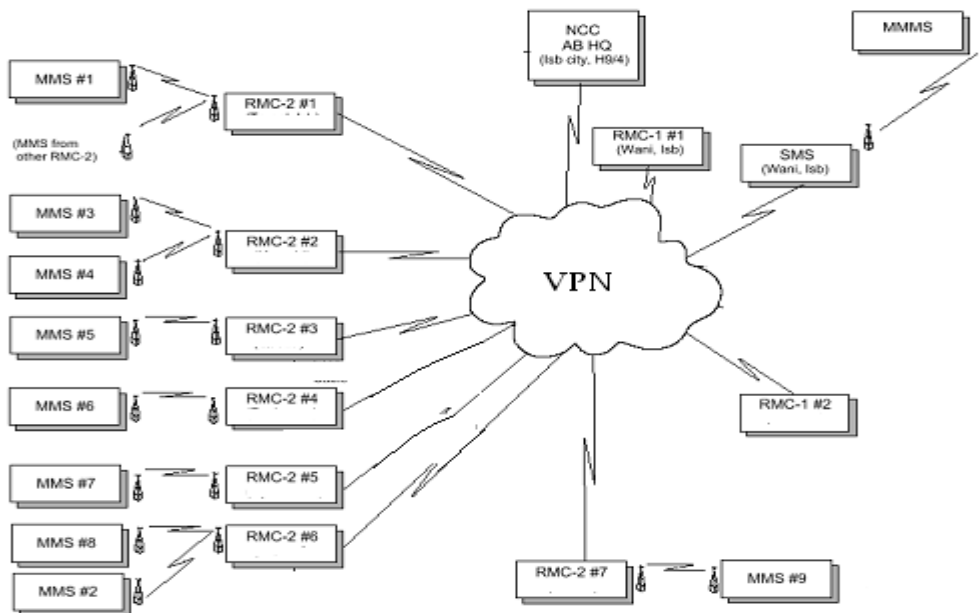 NCC
AB HQ
(Isb city, H9/4)
MMMS
MMS #1
RMC-2 #1
(MMS from
other RMC-2)
RMC-1 #1
(Wani, Isb)
SMS
(Wani, Isb)
MMS #3
RMC-2 #2
MMS #4
VPN
MMS #5
RMC-2 #3
MMS #6
RMC-2 #4
RMC-1 #2
MMS #7
RMC-2 #5
MMS #8
RMC-2 #6
MMS #2
RMC-2 #7
MMS #9